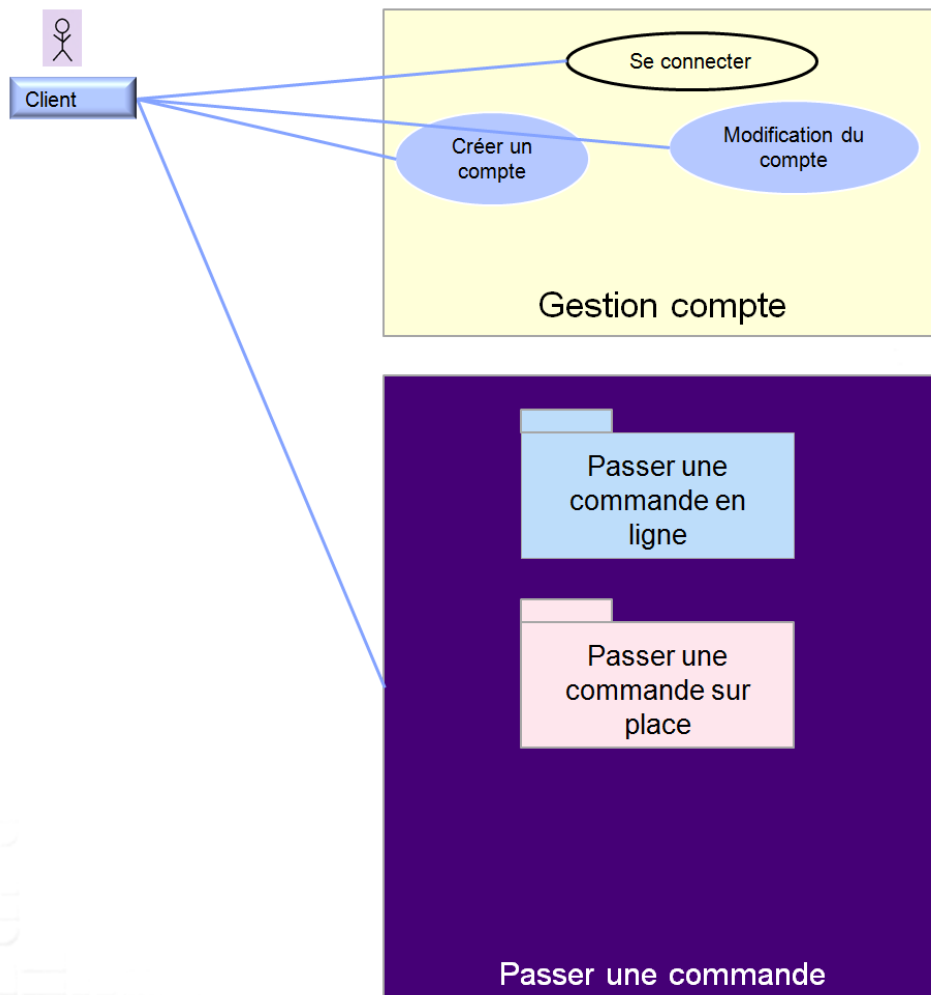 Client
Se connecter
Créer un
compte
Modification du
compte
Gestion compte
Passer une
commande en
ligne
Passer une
commande sur
place
Passer une commande